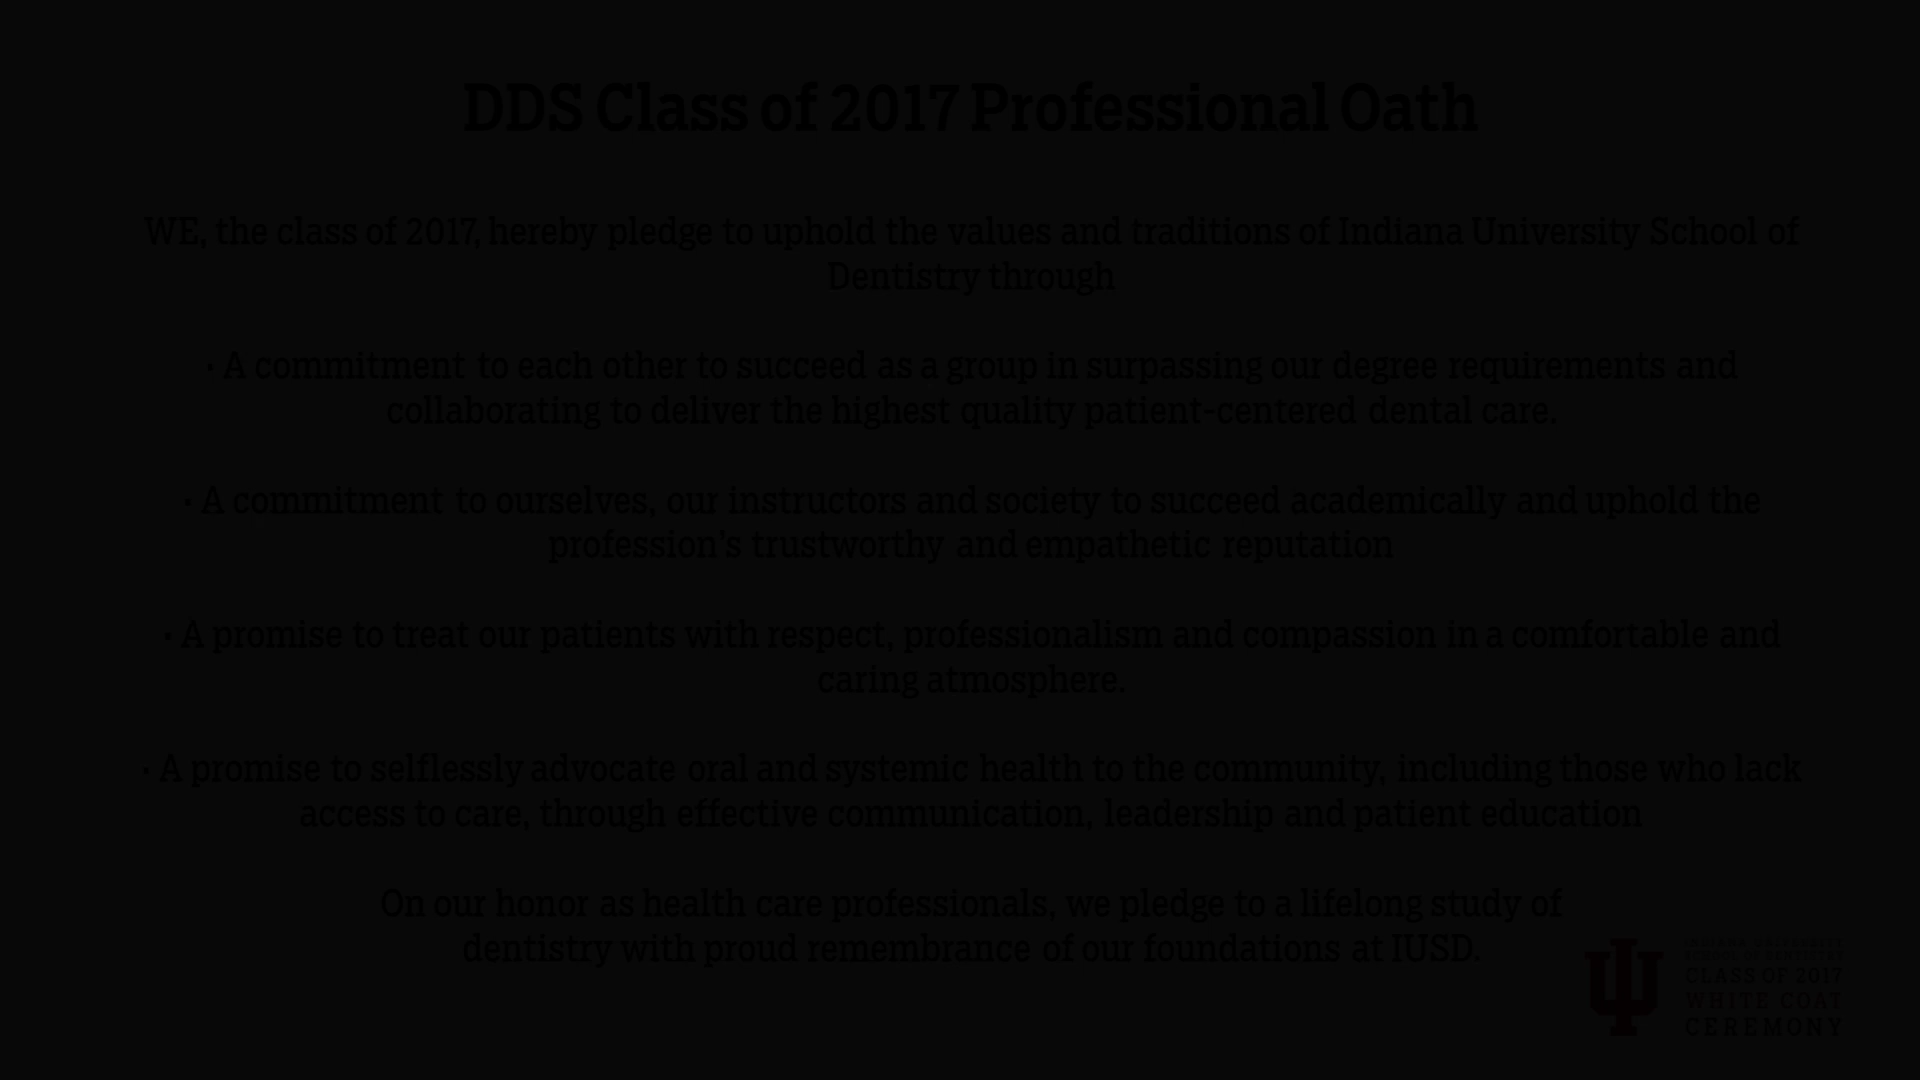 DDS Class of 2017 Professional Oath
WE, the class of 2017, hereby pledge to uphold the values and traditions of Indiana University School of
Dentistry through
· A commitment to each other to succeed as a group in surpassing our degree requirements and
collaborating to deliver the highest quality patient-centered dental care.
· A commitment to ourselves, our instructors and society to succeed academically and uphold the
profession’s trustworthy and empathetic reputation
· A promise to treat our patients with respect, professionalism and compassion in a comfortable and
caring atmosphere.
· A promise to selflessly advocate oral and systemic health to the community, including those who lack
access to care, through effective communication, leadership and patient education
On our honor as health care professionals, we pledge to a lifelong study of
dentistry with proud remembrance of our foundations at IUSD.
INDIANA UNIVERSITY
SCHOOL OF DENTISTRY
CLASS OF 2017
WHITE COAT
CEREMONY